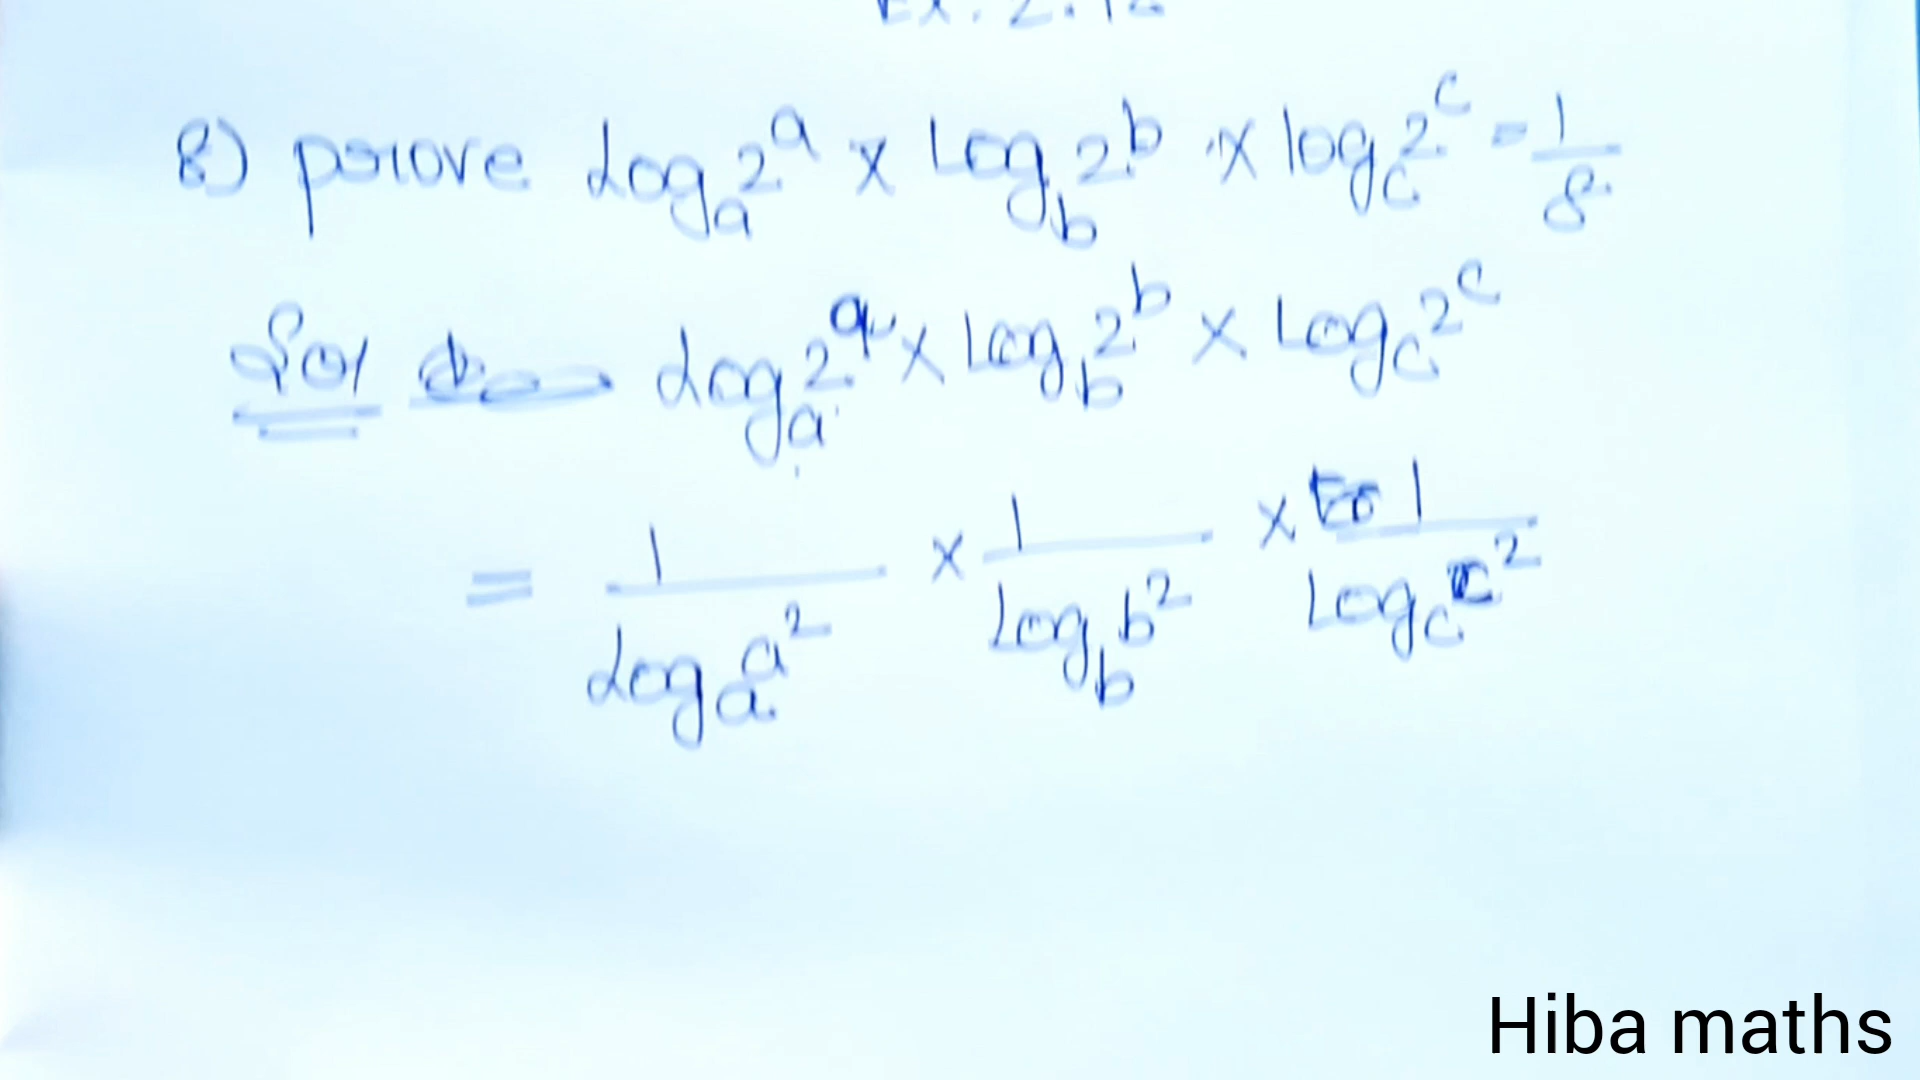 8) prove log_a 2^a × log_b 2^b × log_c 2^c = 1/8
Sol log_a 2^a × log_b 2^b × log_c 2^c
= 1/log_a a^2 × 1/log_b b^2 × 1/log_c c^2
Hiba maths